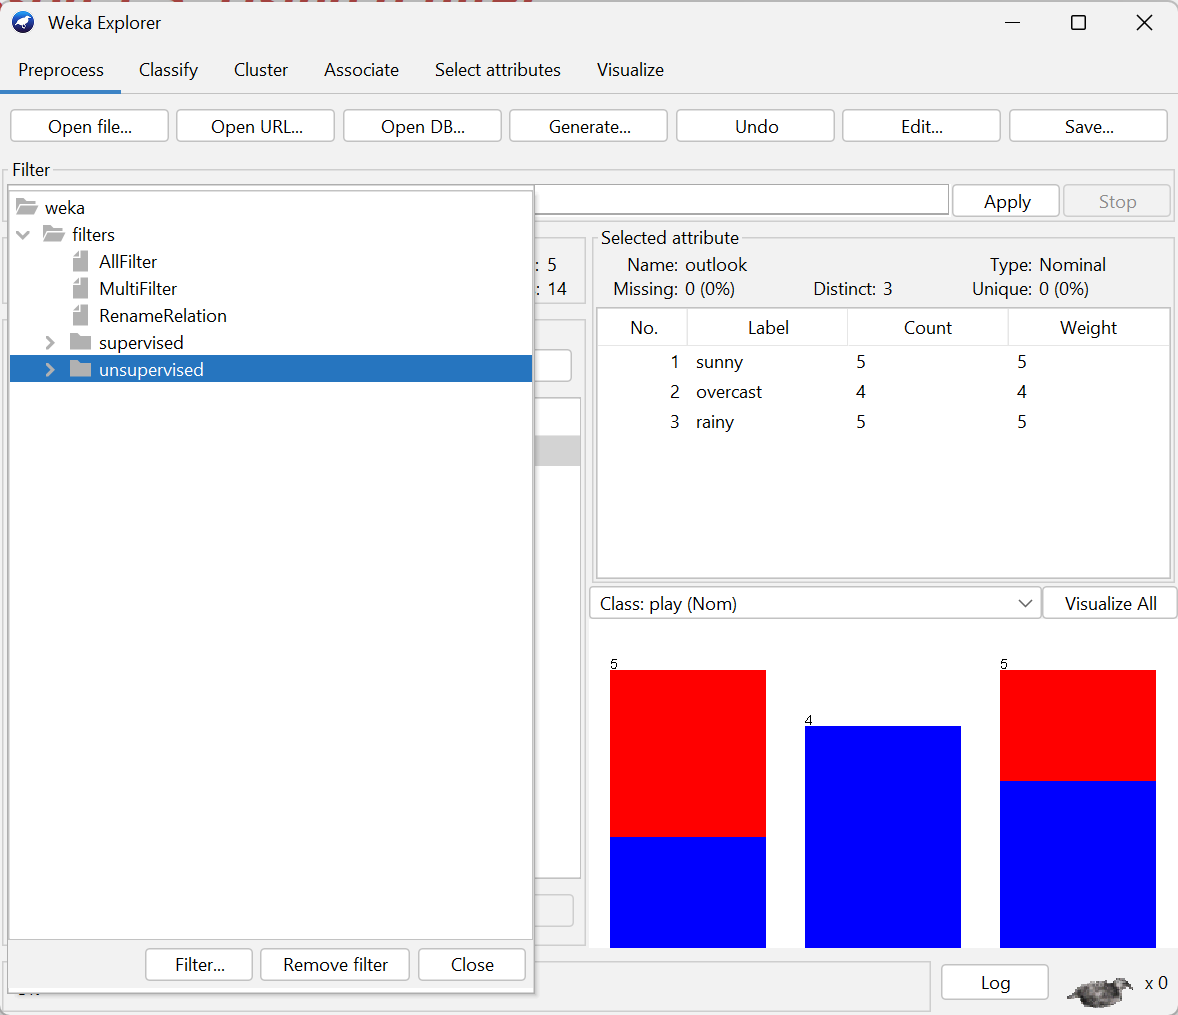 Weka Explorer
Preprocess Classify Cluster Associate Select attributes Visualize
Open file... Open URL... Open DB... Generate... Undo Edit... Save...
Filter
Apply Stop
weka
filters
AllFilter
MultiFilter
RenameRelation
supervised
unsupervised
Filter... Remove filter Close
: 5
: 14
Selected attribute
Name: outlook Type: Nominal
Missing: 0 (0%) Distinct: 3 Unique: 0 (0%)
No. Label Count Weight
1 sunny 5 5
2 overcast 4 4
3 rainy 5 5
Class: play (Nom) Visualize All
5 4 5
Log x 0